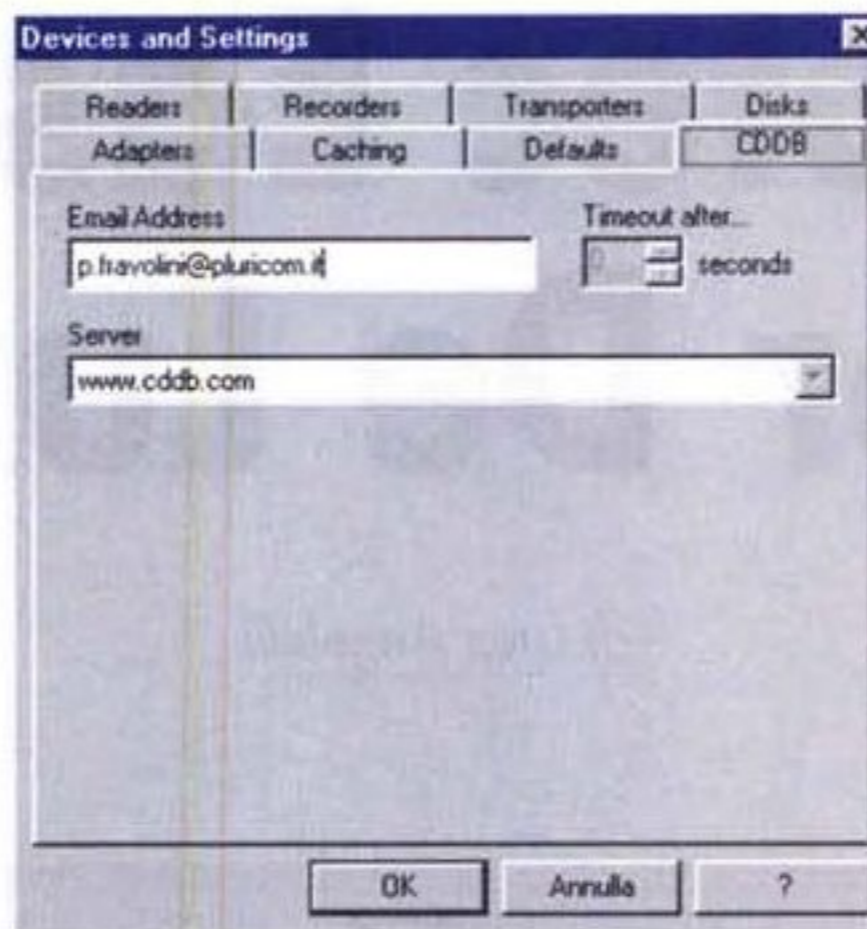 Devices and Settings
Readers Recorders Transporters Disks
Adapters Caching Defaults CDDB
Email Address Timeout after...
p.fravolini@pluricom.it 0 seconds
Server
www.cddb.com
OK Annulla ?